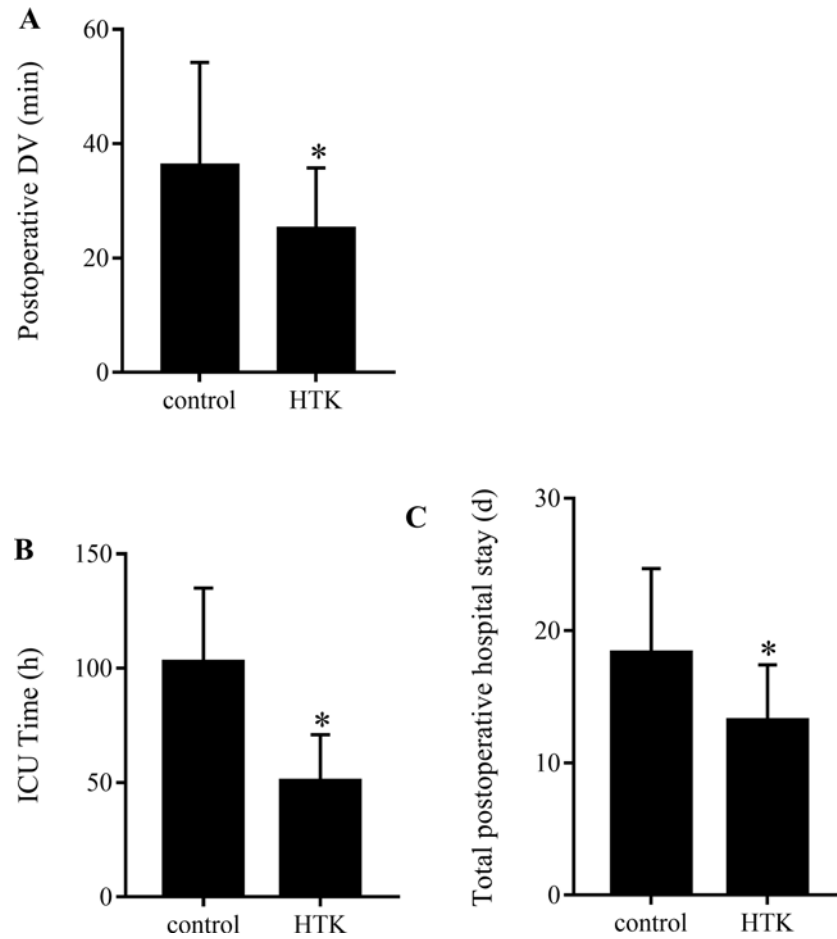 A
Postoperative DV (min)
60
40
20
0
*
control
HTK
B
ICU Time (h)
150
100
50
0
*
control
HTK
C
Total postoperative hospital stay (d)
30
20
10
0
*
control
HTK